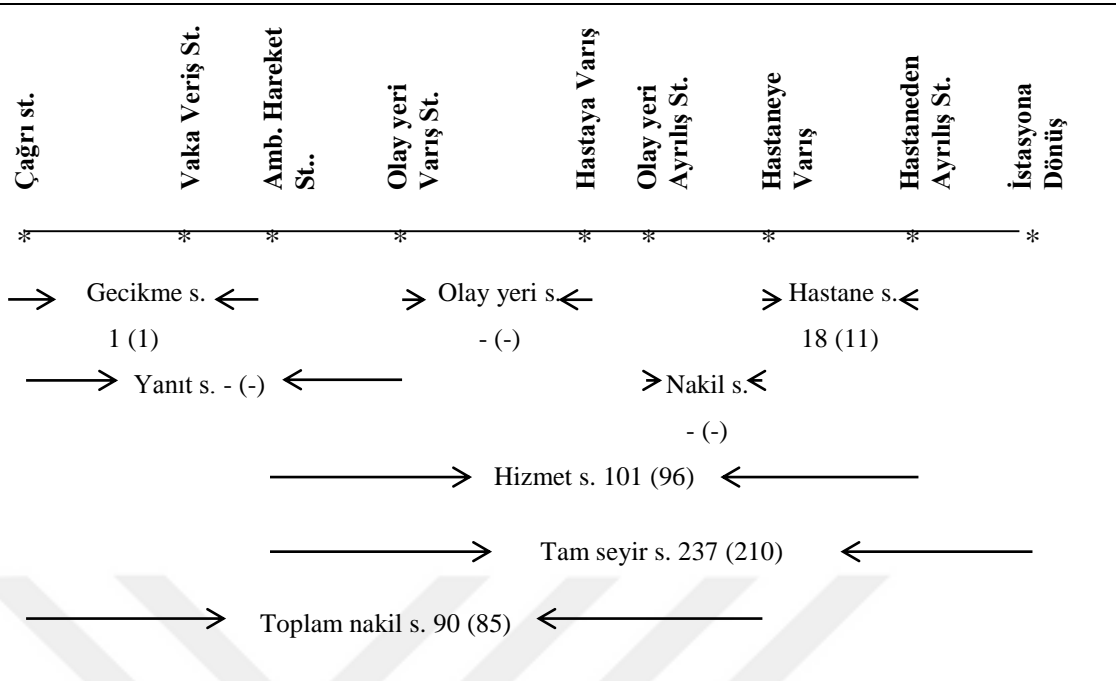 Çağrı st.
Vaka Veriş St.
Amb. Hareket
St..
Olay yeri
Varış St.
Hastaya Varış
Olay yeri
Ayrılış St.
Hastaneye
Varış
Hastaneden
Ayrılış St.
İstasyona
Dönüş
* * * * * * * * *
Gecikme s. Olay yeri s. Hastane s.
1 (1) - (-) 18 (11)
Yanıt s. - (-) Nakil s.
- (-)
Hizmet s. 101 (96)
Tam seyir s. 237 (210)
Toplam nakil s. 90 (85)